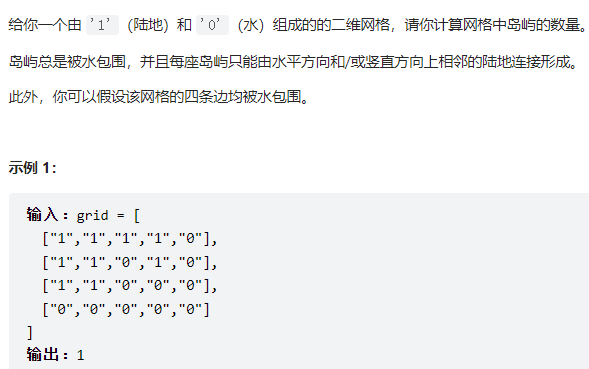 给你一个由 '1'（陆地）和 '0'（水）组成的的二维网格，请你计算网格中岛屿的数量。
岛屿总是被水包围，并且每座岛屿只能由水平方向和/或竖直方向上相邻的陆地连接形成。
此外，你可以假设该网格的四条边均被水包围。
示例 1：
输入：grid = [
["1","1","1","1","0"],
["1","1","0","1","0"],
["1","1","0","0","0"],
["0","0","0","0","0"]
]
输出：1